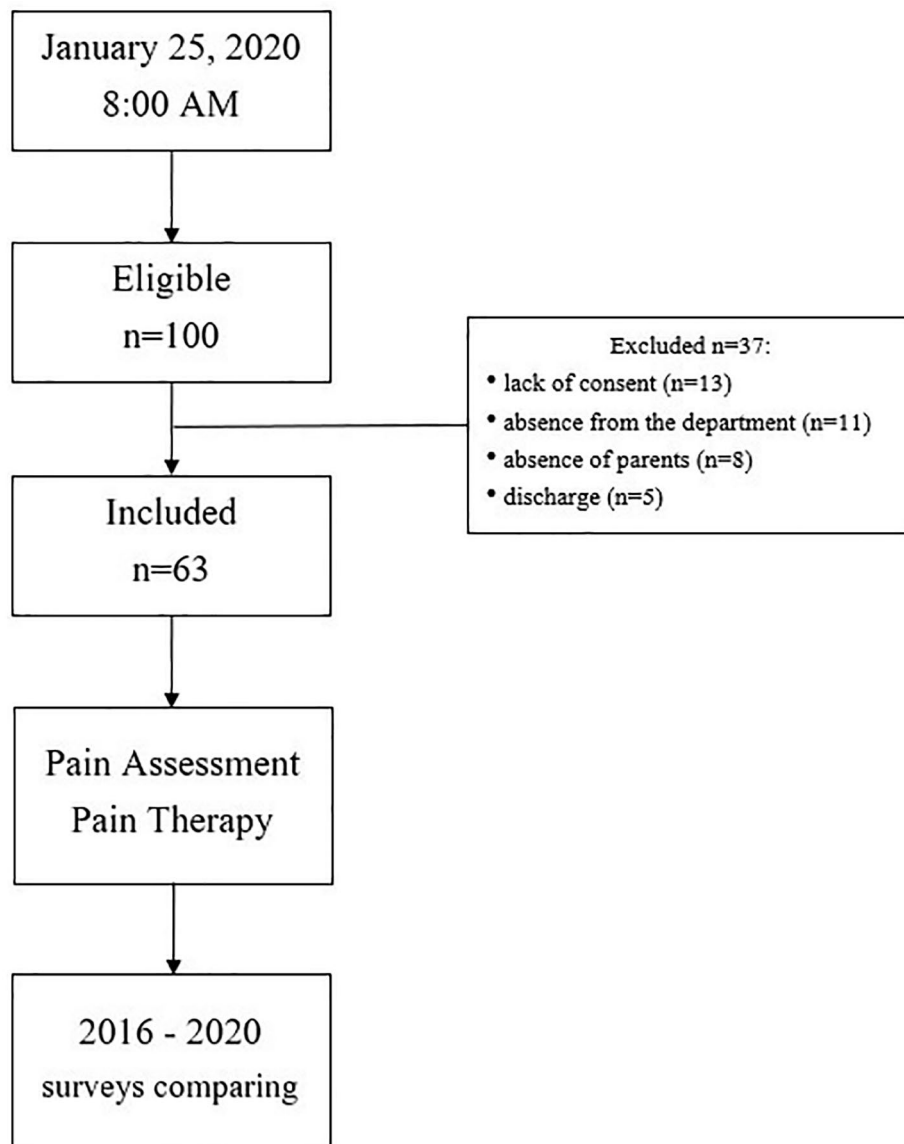 January 25, 2020
8:00 AM
Eligible
n=100
Excluded n=37:
• lack of consent (n=13)
• absence from the department (n=11)
• absence of parents (n=8)
• discharge (n=5)
Included
n=63
Pain Assessment
Pain Therapy
2016 - 2020
surveys comparing